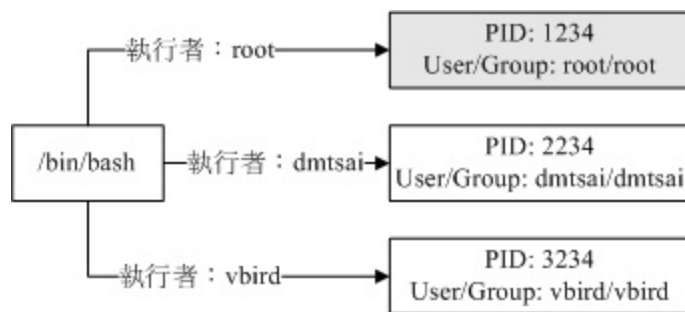 執行者：root
PID: 1234
User/Group: root/root
/bin/bash
執行者：dmtsai
PID: 2234
User/Group: dmtsai/dmtsai
執行者：vbird
PID: 3234
User/Group: vbird/vbird